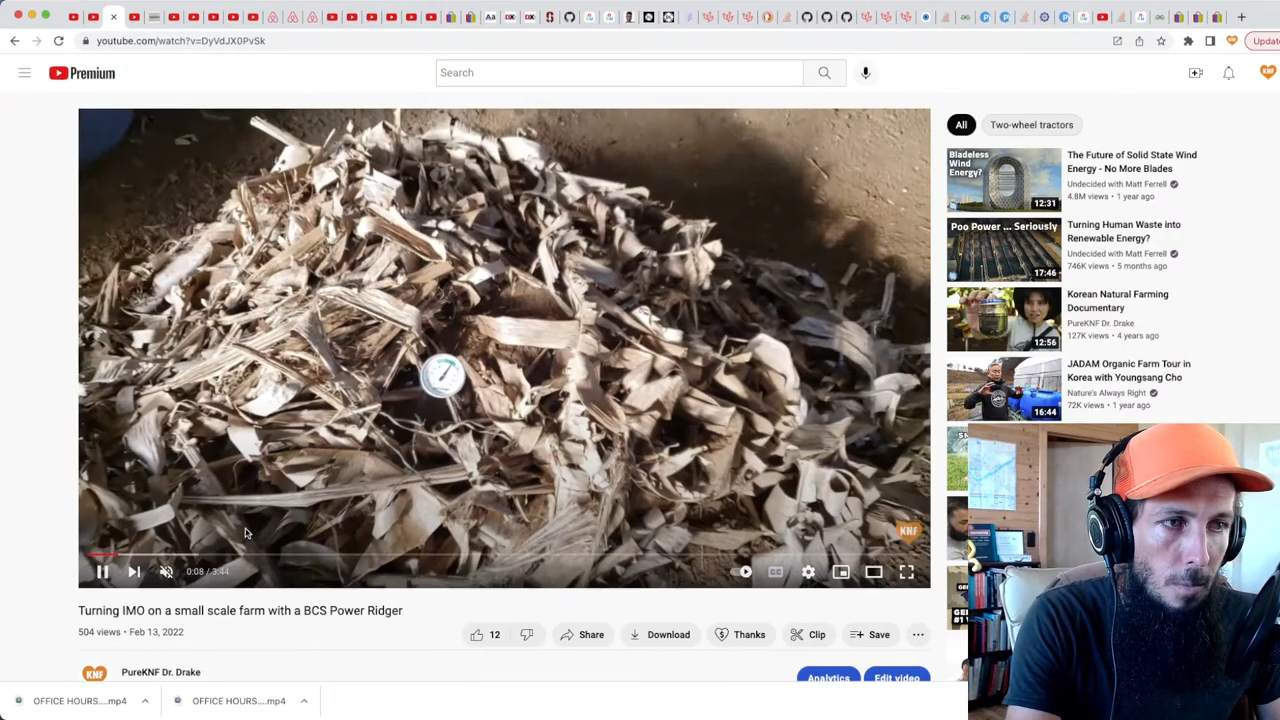 youtube.com/watch?v=DyVdJX0PvSk
Premium
Search
KNF
All
Two-wheel tractors
Bladeless
Wind
Energy?
12:31
The Future of Solid State Wind
Energy - No More Blades
Undecided with Matt Ferrell
4.8M views • 1 year ago
Poo Power ... Seriously
17:46
Turning Human Waste into
Renewable Energy?
Undecided with Matt Ferrell
746K views • 5 months ago
12:56
Korean Natural Farming
Documentary
PureKNF Dr. Drake
127K views • 4 years ago
16:44
JADAM Organic Farm Tour in
Korea with Youngsang Cho
Nature's Always Right
72K views • 1 year ago
KNF
0:08 / 3:44
CC
Turning IMO on a small scale farm with a BCS Power Ridger
504 views • Feb 13, 2022
12
Share
Download
Thanks
Clip
Save
KNF
PureKNF Dr. Drake
Analytics
Edit video
OFFICE HOURS....mp4
OFFICE HOURS....mp4